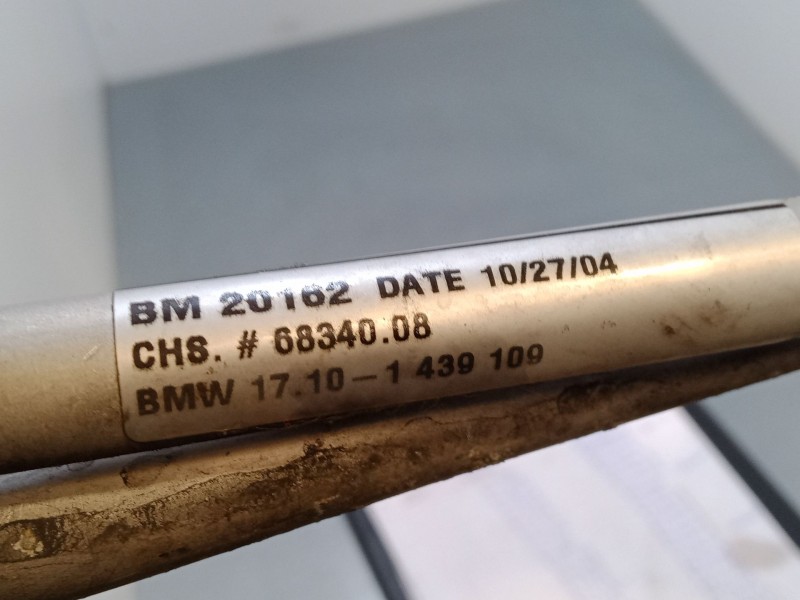 BM 20162 DATE 10/27/04
CHS. # 68340.08
BMW 17.10-1 439 109